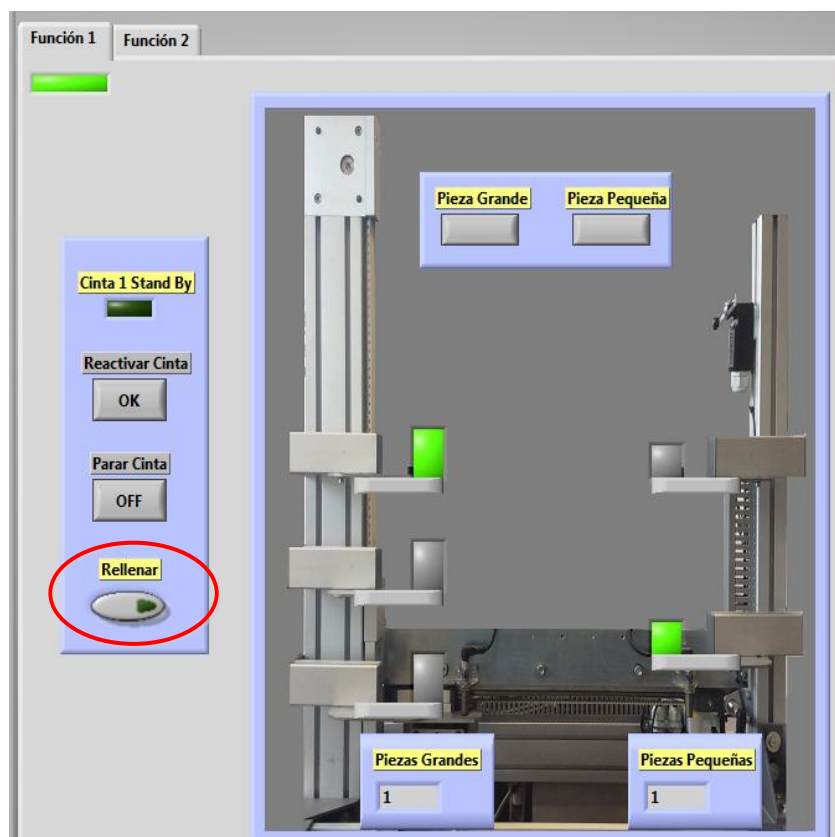 Función 1
Función 2
Pieza Grande
Pieza Pequeña
Cinta 1 Stand By
Reactivar Cinta
OK
Parar Cinta
OFF
Rellenar
Piezas Grandes
1
Piezas Pequeñas
1